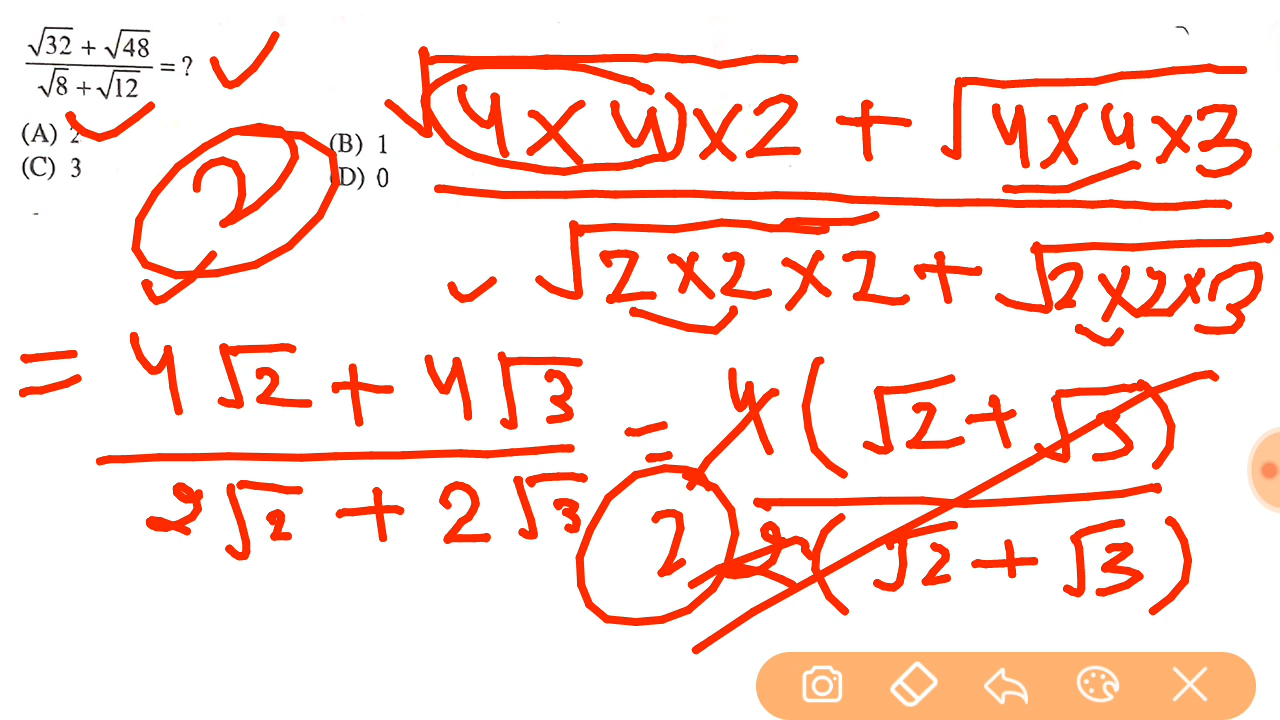 √32 + √48
√8 + √12
= ?
(A) 2
(B) 1
(C) 3
(D) 0
2
√4×4×2 + √4×4×3
√2×2×2 + √2×2×3
= 4√2 + 4√3
2√2 + 2√3
= 4(√2 + √3)
2(√2 + √3)
2